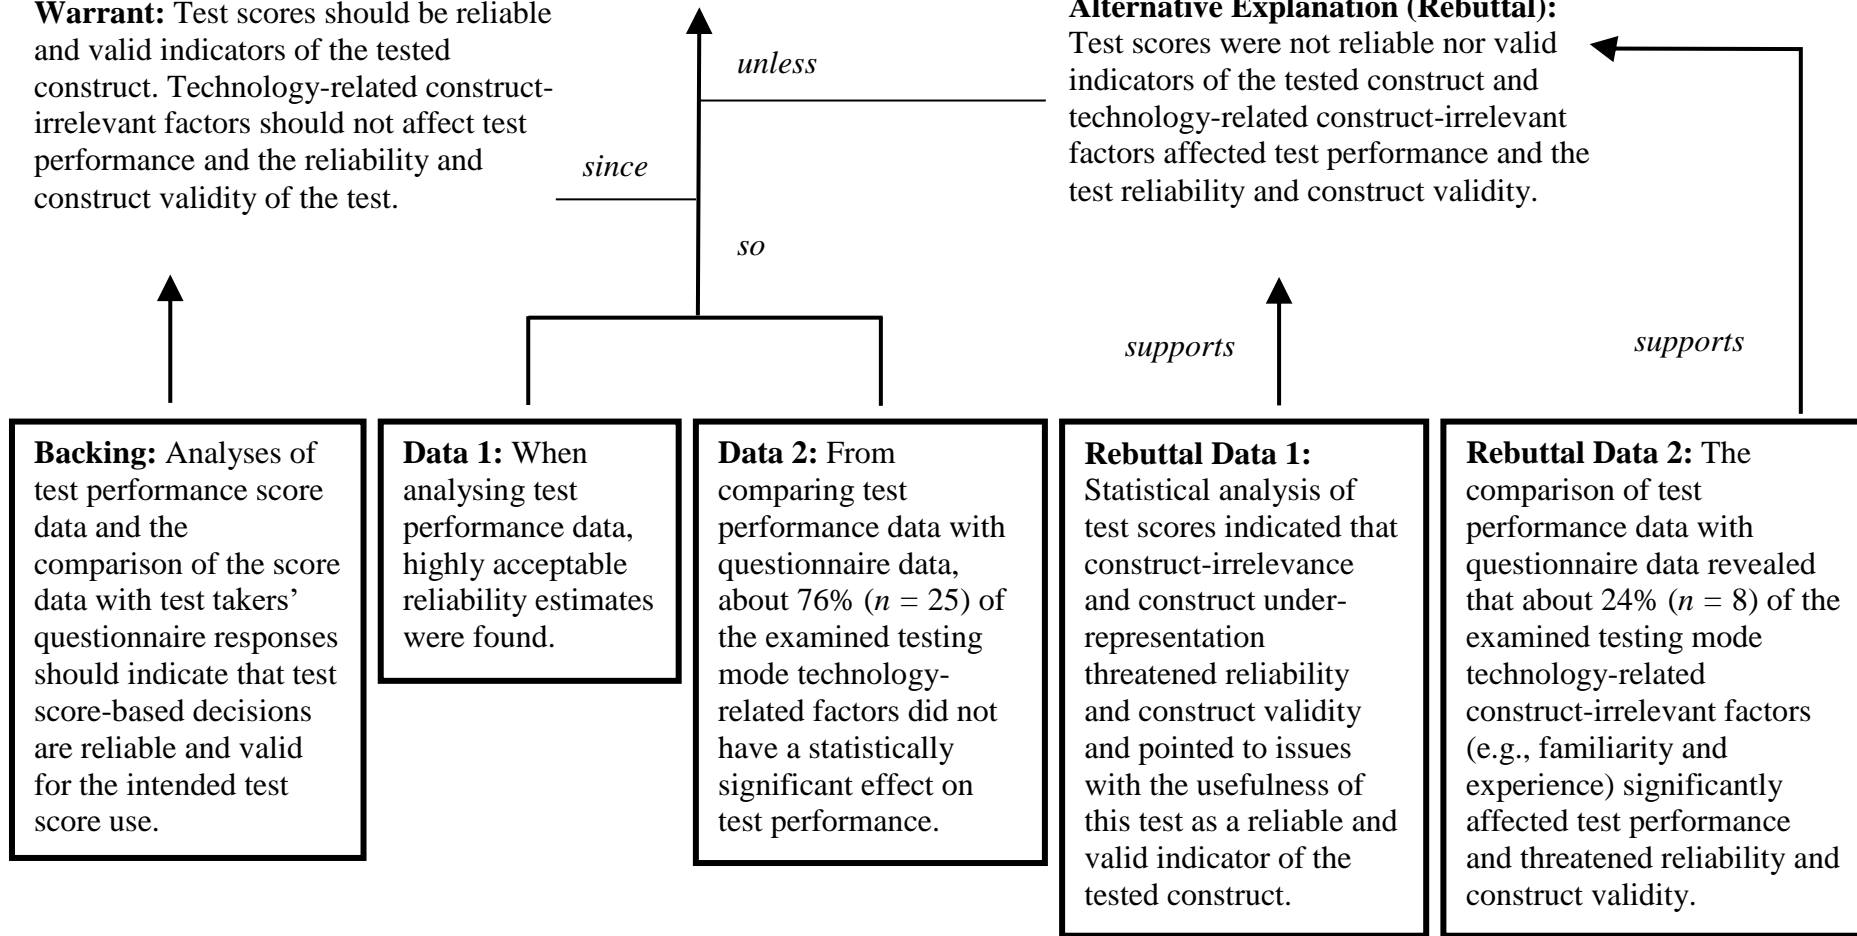 Warrant: Test scores should be reliable
and valid indicators of the tested
construct. Technology-related construct-
irrelevant factors should not affect test
performance and the reliability and
construct validity of the test.
since
unless
so
Alternative Explanation (Rebuttal):
Test scores were not reliable nor valid
indicators of the tested construct and
technology-related construct-irrelevant
factors affected test performance and the
test reliability and construct validity.
supports
supports
Backing: Analyses of
test performance score
data and the
comparison of the score
data with test takers’
questionnaire responses
should indicate that test
score-based decisions
are reliable and valid
for the intended test
score use.
Data 1: When
analysing test
performance data,
highly acceptable
reliability estimates
were found.
Data 2: From
comparing test
performance data with
questionnaire data,
about 76% (n = 25) of
the examined testing
mode technology-
related factors did not
have a statistically
significant effect on
test performance.
Rebuttal Data 1:
Statistical analysis of
test scores indicated that
construct-irrelevance
and construct under-
representation
threatened reliability
and construct validity
and pointed to issues
with the usefulness of
this test as a reliable and
valid indicator of the
tested construct.
Rebuttal Data 2: The
comparison of test
performance data with
questionnaire data revealed
that about 24% (n = 8) of the
examined testing mode
technology-related
construct-irrelevant factors
(e.g., familiarity and
experience) significantly
affected test performance
and threatened reliability and
construct validity.